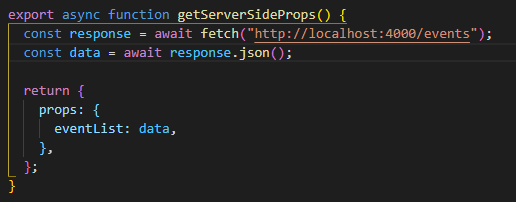 export async function getServerSideProps() {
  const response = await fetch("http://localhost:4000/events");
  const data = await response.json();

  return {
    props: {
      eventList: data,
    },
  };
}